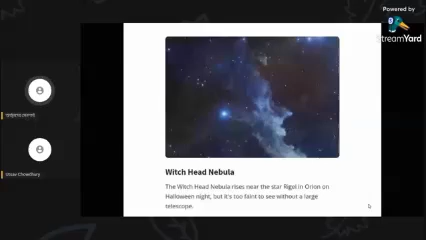 Powered by
StreamYard
Witch Head Nebula
The Witch Head Nebula rises near the star Rigel in Orion on
Halloween night, but it's too faint to see without a large
telescope.
Chowdhury